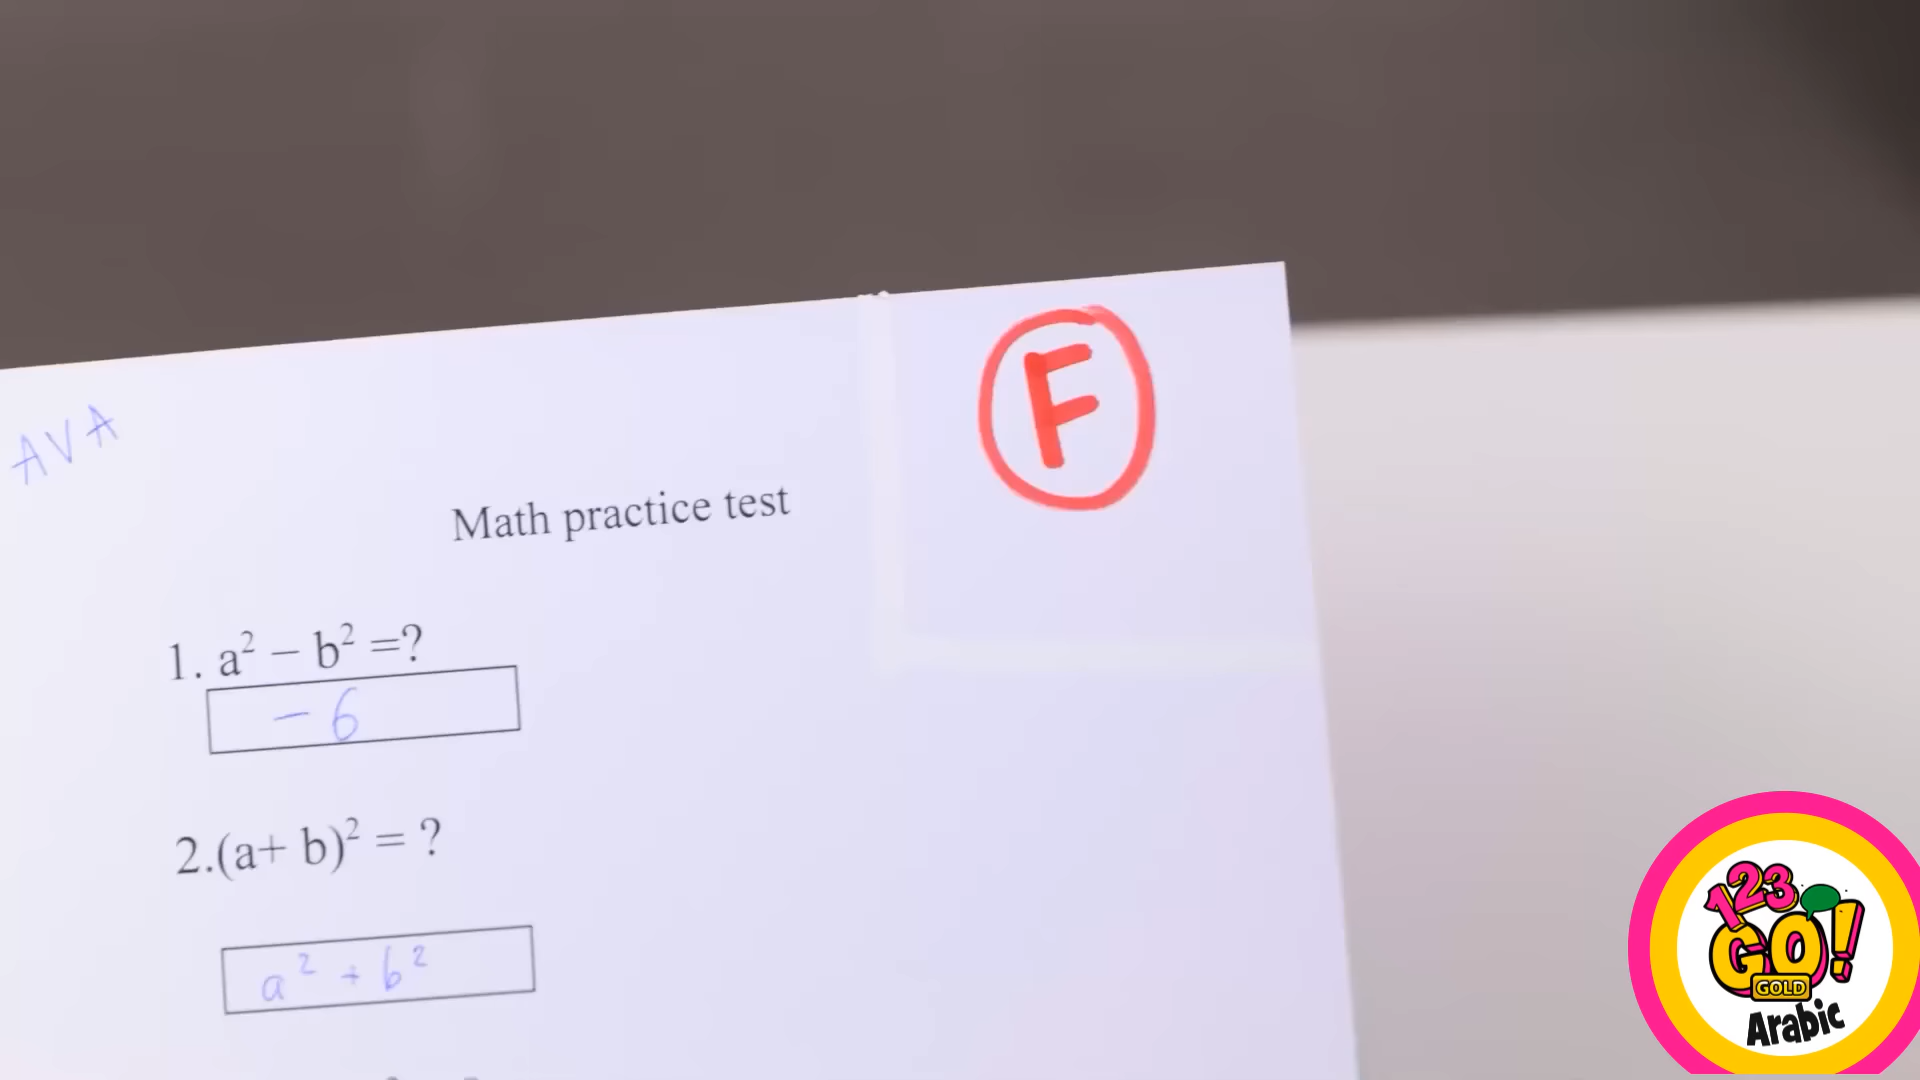 F
AVA
Math practice test
1. a² − b² =?
− 6
2.(a+ b)² = ?
a² + b²
123
GO!
GOLD
Arabic